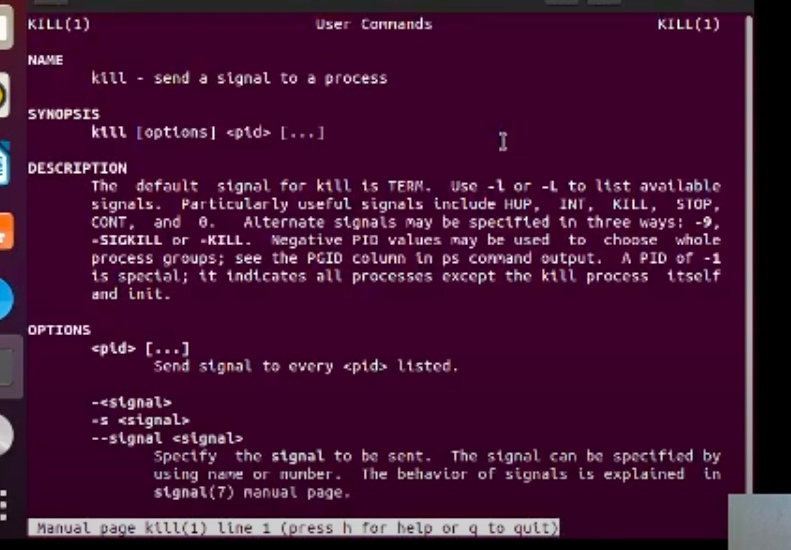 KILL(1) User Commands KILL(1)
NAME
kill - send a signal to a process
SYNOPSIS
kill [options] <pid> [...]
DESCRIPTION
The default signal for kill is TERM. Use -l or -L to list available
signals. Particularly useful signals include HUP, INT, KILL, STOP,
CONT, and 0. Alternate signals may be specified in three ways: -9,
-SIGKILL or -KILL. Negative PID values may be used to choose whole
process groups; see the PGID column in ps command output. A PID of -1
is special; it indicates all processes except the kill process itself
and init.
OPTIONS
<pid> [...]
Send signal to every <pid> listed.
-<signal>
-s <signal>
--signal <signal>
Specify the signal to be sent. The signal can be specified by
using name or number. The behavior of signals is explained in
signal(7) manual page.
Manual page kill(1) line 1 (press h for help or q to quit)